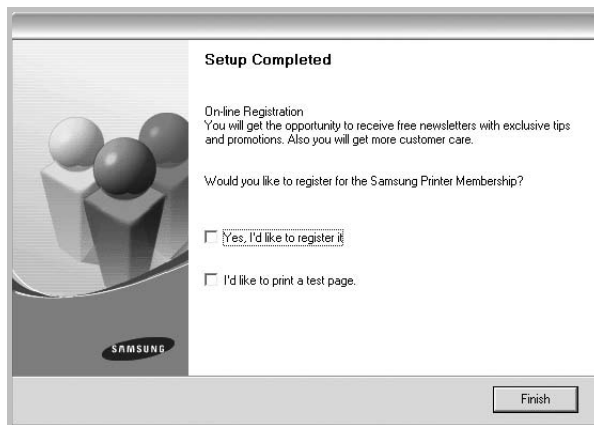 Setup Completed
On-line Registration
You will get the opportunity to receive free newsletters with exclusive tips
and promotions. Also you will get more customer care.
Would you like to register for the Samsung Printer Membership?
Yes, I'd like to register it
I'd like to print a test page.
SAMSUNG
Finish